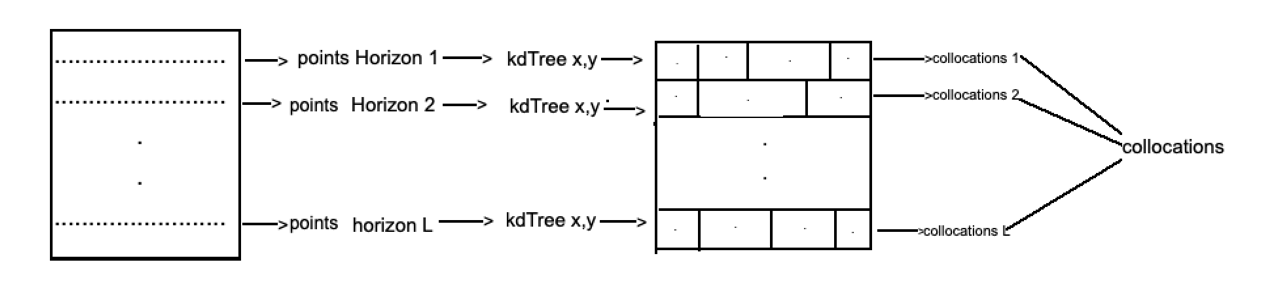 points Horizon 1 kdTree x,y collocations 1
points Horizon 2 kdTree x,y collocations 2
collocations
points horizon L kdTree x,y collocations L